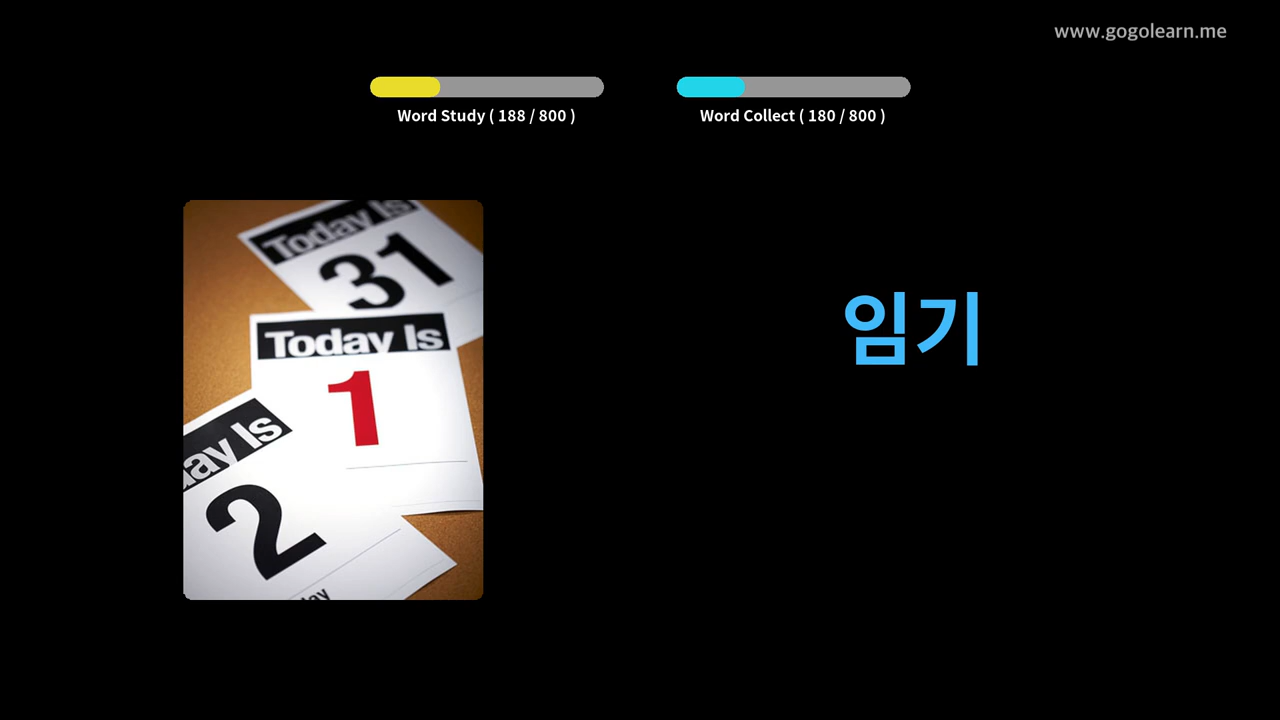 www.gogolearn.me
Word Study ( 188 / 800 )
Word Collect ( 180 / 800 )
Today Is
31
Today Is
1
ay Is
2
임기